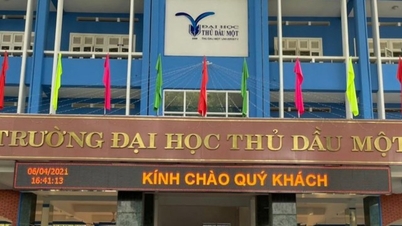 ĐẠI HỌC
THỦ DẦU MỘT
TRƯỜNG ĐẠI HỌC THỦ DẦU MỘT
06/04/2021
16:41:13
KÍNH CHÀO QUÝ KHÁCH